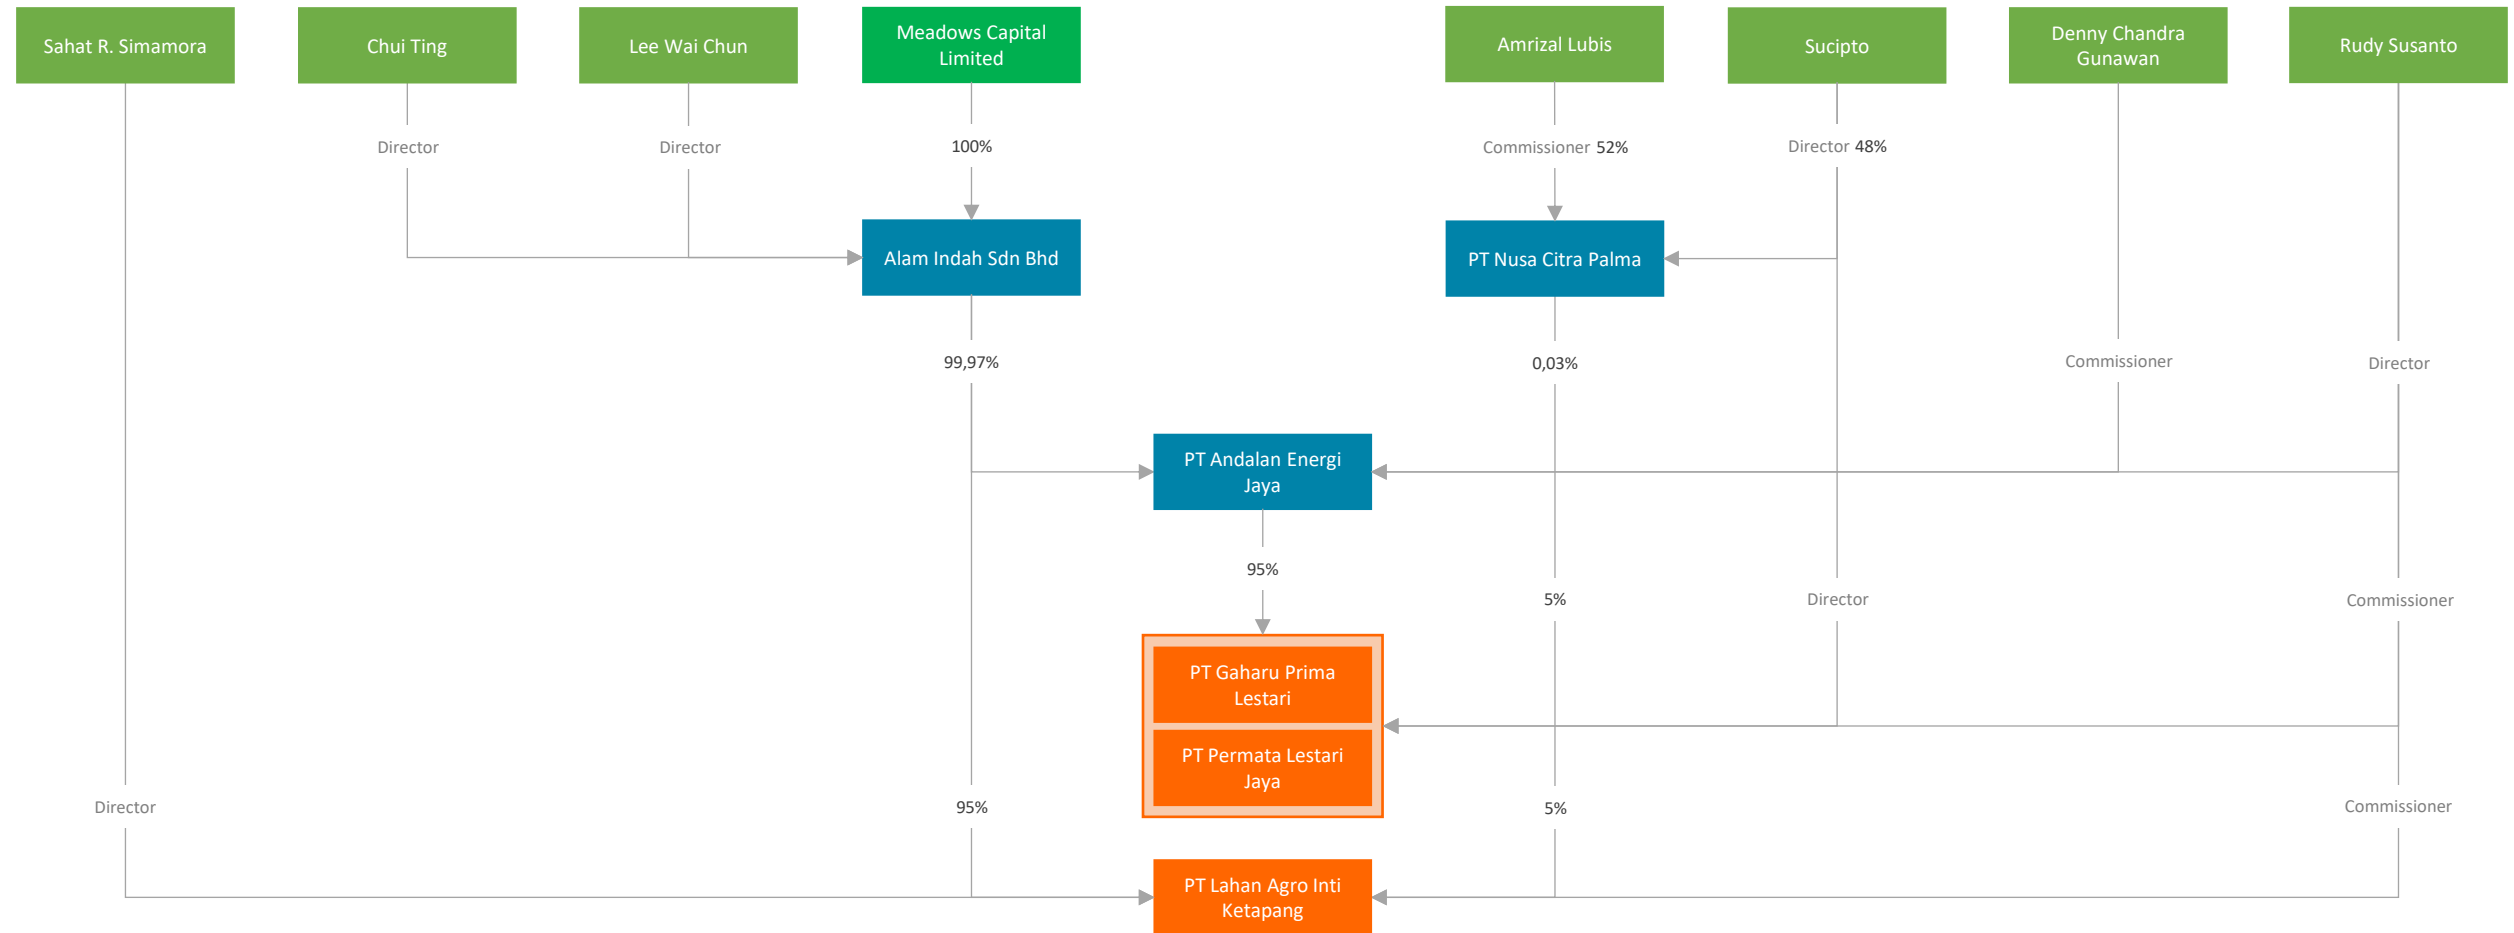 Sahat R. Simamora
Chui Ting
Lee Wai Chun
Meadows Capital
Limited
Amrizal Lubis
Sucipto
Denny Chandra
Gunawan
Rudy Susanto
Director
Director
100%
Commissioner 52%
Director 48%
Alam Indah Sdn Bhd
PT Nusa Citra Palma
99,97%
0,03%
Commissioner
Director
PT Andalan Energi
Jaya
95%
5%
Director
Commissioner
PT Gaharu Prima
Lestari
PT Permata Lestari
Jaya
Director
95%
5%
Commissioner
PT Lahan Agro Inti
Ketapang